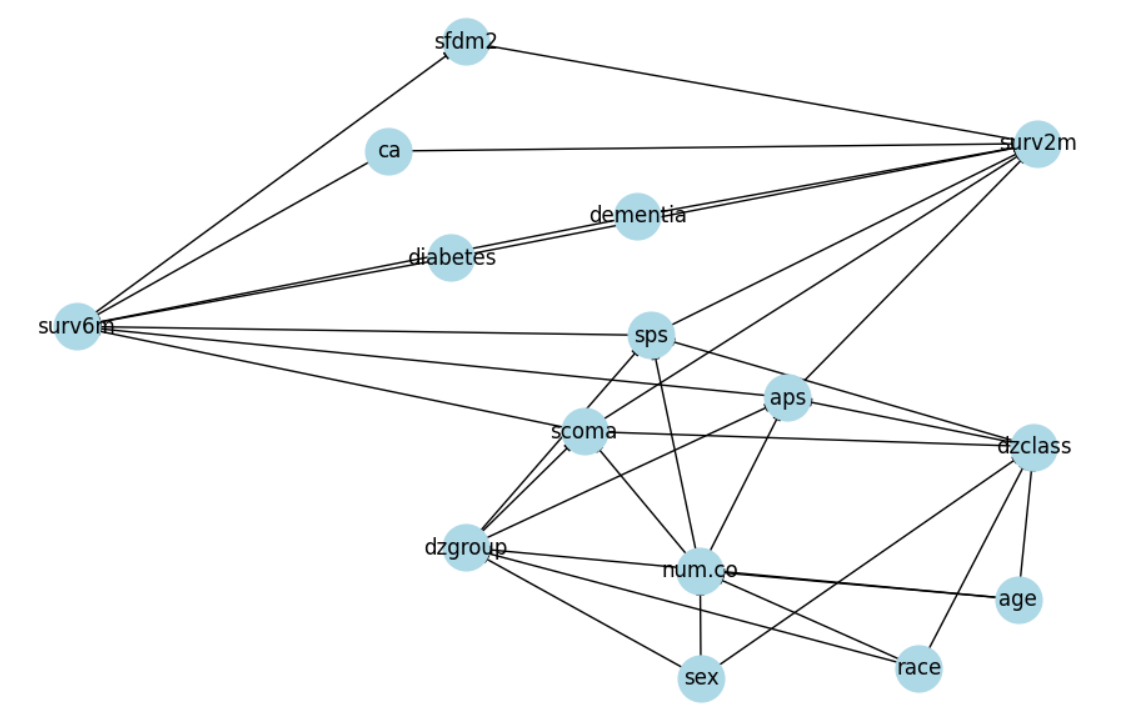 sfdm2
surv2m
ca
dementia
diabetes
surv6m
sps
aps
scoma
dzclass
dzgroup
num.co
age
race
sex